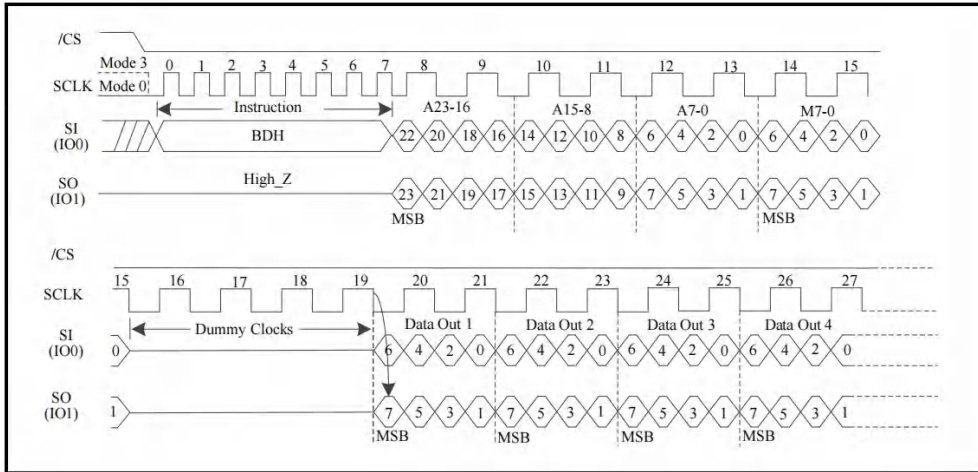 /CS
Mode 3 0 1 2 3 4 5 6 7 8 9 10 11 12 13 14 15
SCLK Mode 0
Instruction A23-16 A15-8 A7-0 M7-0
SI
(IO0) BDH 22 20 18 16 14 12 10 8 6 4 2 0 6 4 2 0
High_Z
SO
(IO1) 23 21 19 17 15 13 11 9 7 5 3 1 7 5 3 1
MSB MSB
/CS
15 16 17 18 19 20 21 22 23 24 25 26 27
SCLK
Dummy Clocks Data Out 1 Data Out 2 Data Out 3 Data Out 4
SI
(IO0) 0 6 4 2 0 6 4 2 0 6 4 2 0 6 4 2 0
SO
(IO1) 1 7 5 3 1 7 5 3 1 7 5 3 1 7 5 3 1
MSB MSB MSB MSB